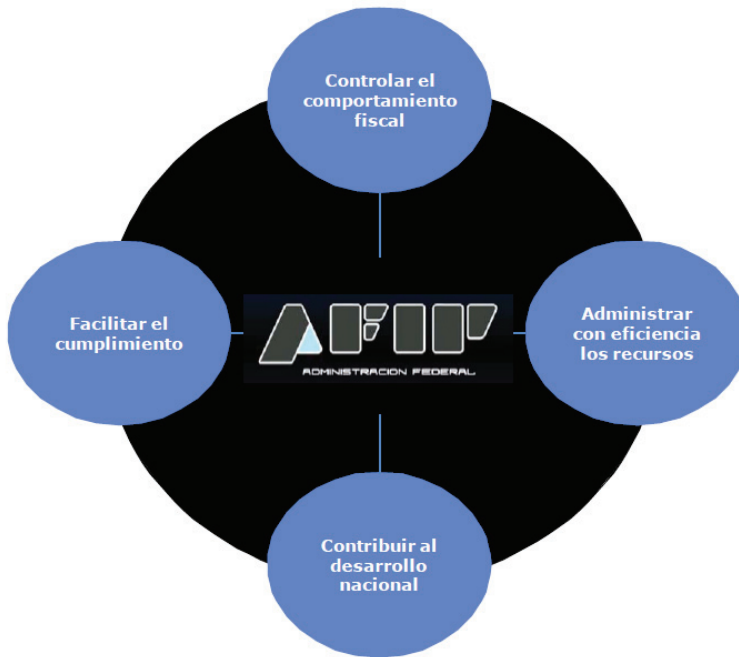 Controlar el
comportamiento
fiscal
Facilitar el
cumplimiento
AFIP
ADMINISTRACION FEDERAL
Administrar
con eficiencia
los recursos
Contribuir al
desarrollo
nacional